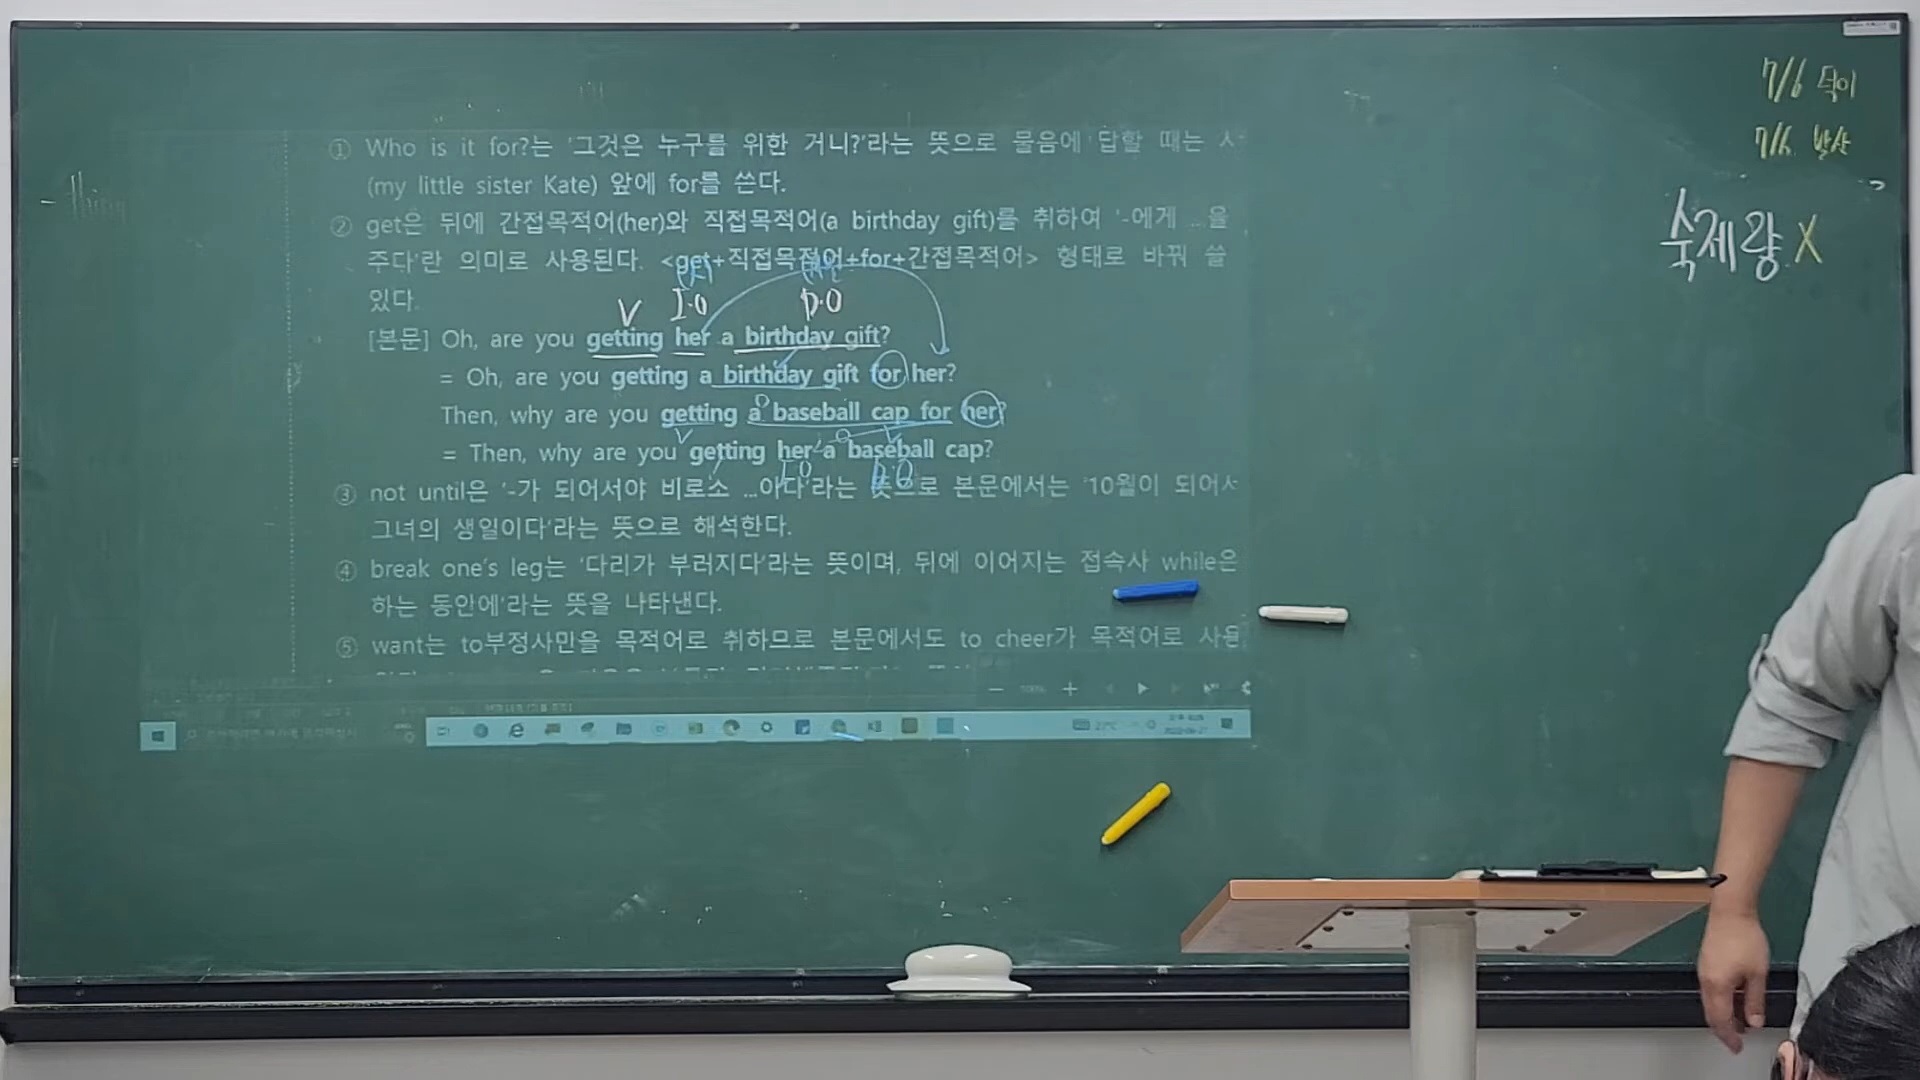 ① Who is it for?는 '그것은 누구를 위한 거니?'라는 뜻으로 물음에 답할 때는
(my little sister Kate) 앞에 for를 쓴다.
② get은 뒤에 간접목적어(her)와 직접목적어(a birthday gift)를 취하여 '-에게 ...을
주다'란 의미로 사용된다. <get+직접목적어+for+간접목적어> 형태로 바꿔 쓸
있다.
V I·O D·O
[본문] Oh, are you getting her a birthday gift?
= Oh, are you getting a birthday gift for her?
Then, why are you getting a baseball cap for her?
= Then, why are you getting her a baseball cap?
I·O D·O
③ not until은 '-가 되어서야 비로소 ...이다'라는 뜻으로 본문에서는 '10월이 되어서
그녀의 생일이다'라는 뜻으로 해석한다.
④ break one's leg는 '다리가 부러지다'라는 뜻이며, 뒤에 이어지는 접속사 while은
하는 동안에'라는 뜻을 나타낸다.
⑤ want는 to부정사만을 목적어로 취하므로 본문에서도 to cheer가 목적어로 사용
7/6
7/6
숙제량 X